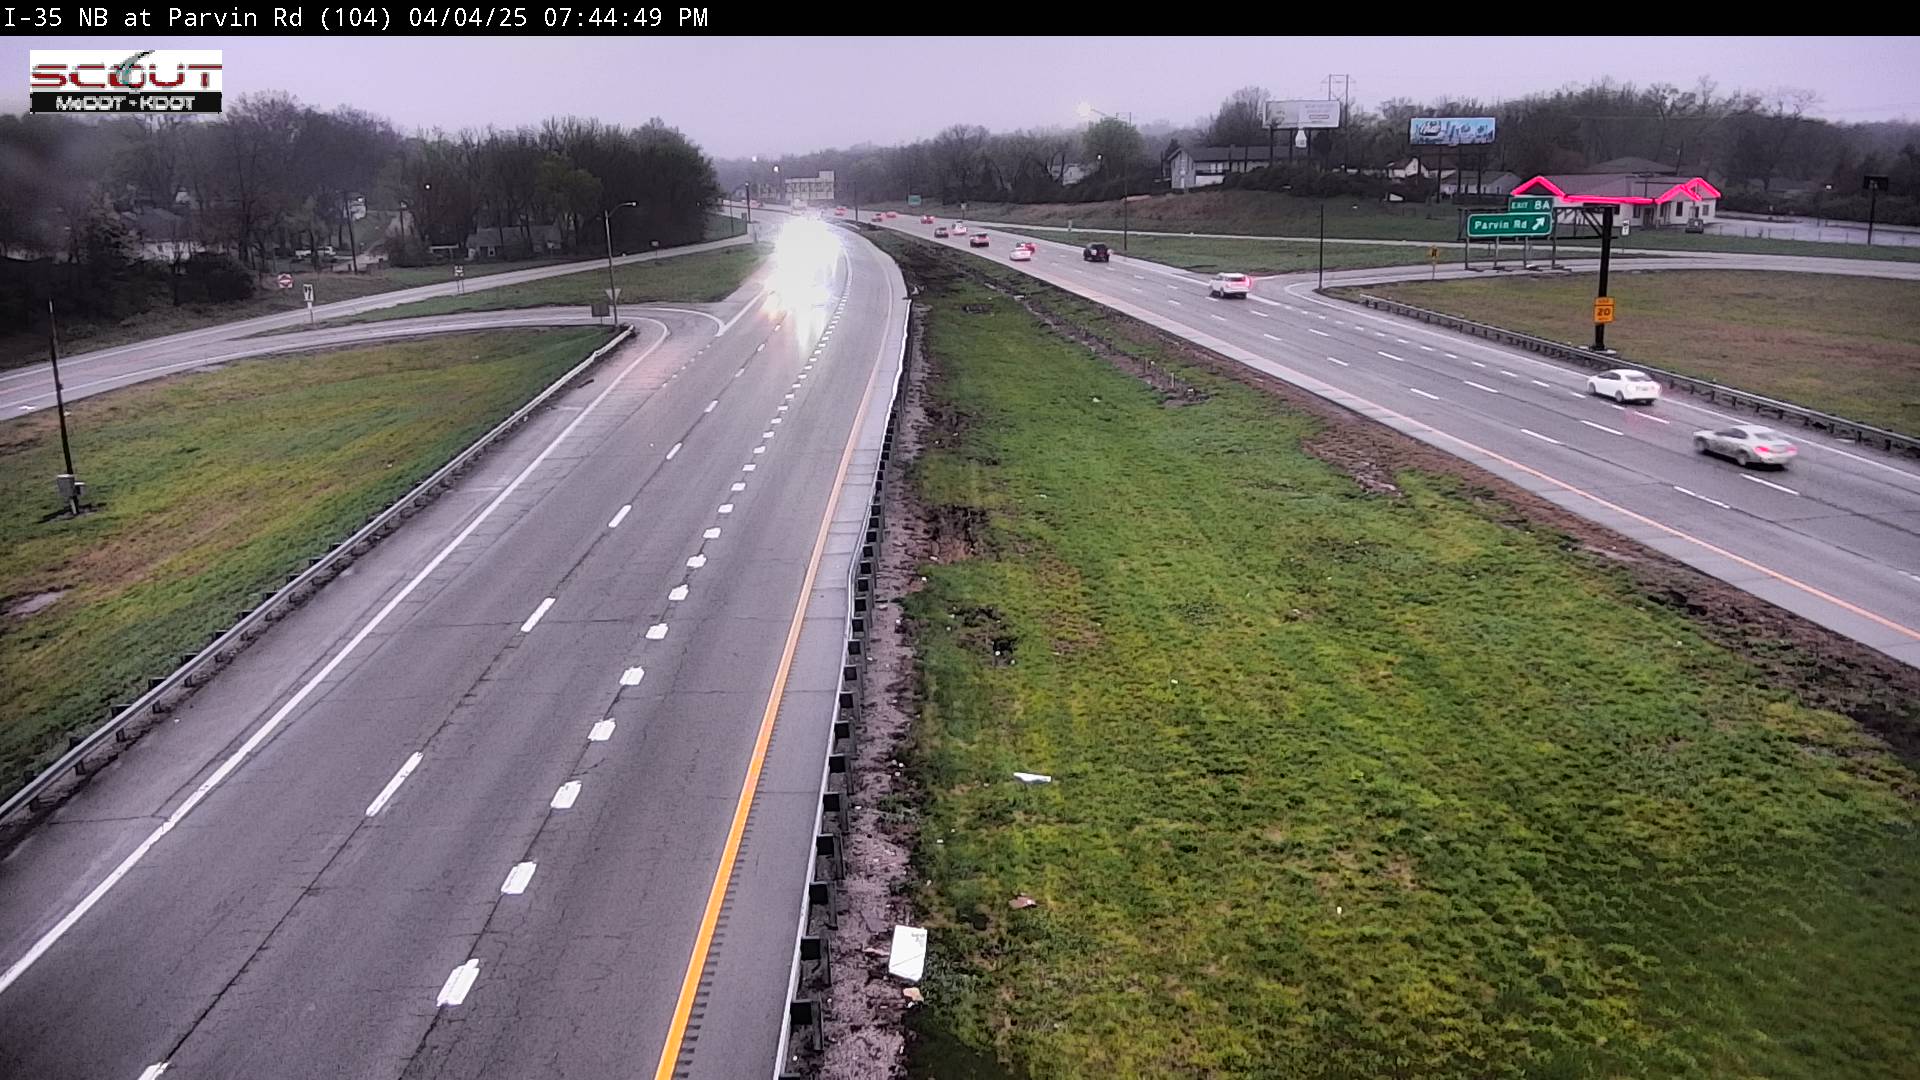 I-35 NB at Parvin Rd (104) 04/04/25 07:44:49 PM
SCOUT
MoDOT - KDOT
EXIT 8A
Parvin Rd
20